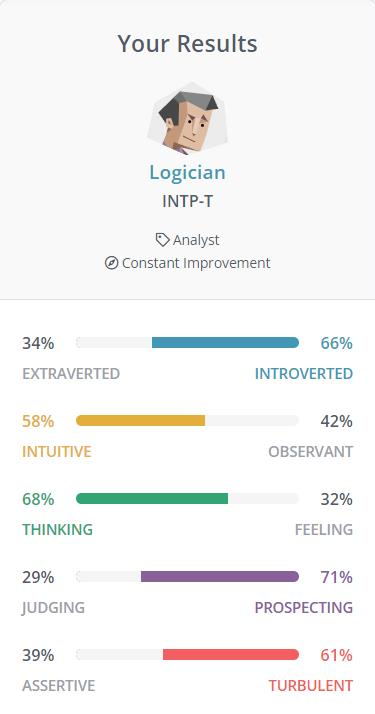 Your Results
Logician
INTP-T
Analyst
Constant Improvement
34% 66%
EXTRAVERTED INTROVERTED
58% 42%
INTUITIVE OBSERVANT
68% 32%
THINKING FEELING
29% 71%
JUDGING PROSPECTING
39% 61%
ASSERTIVE TURBULENT